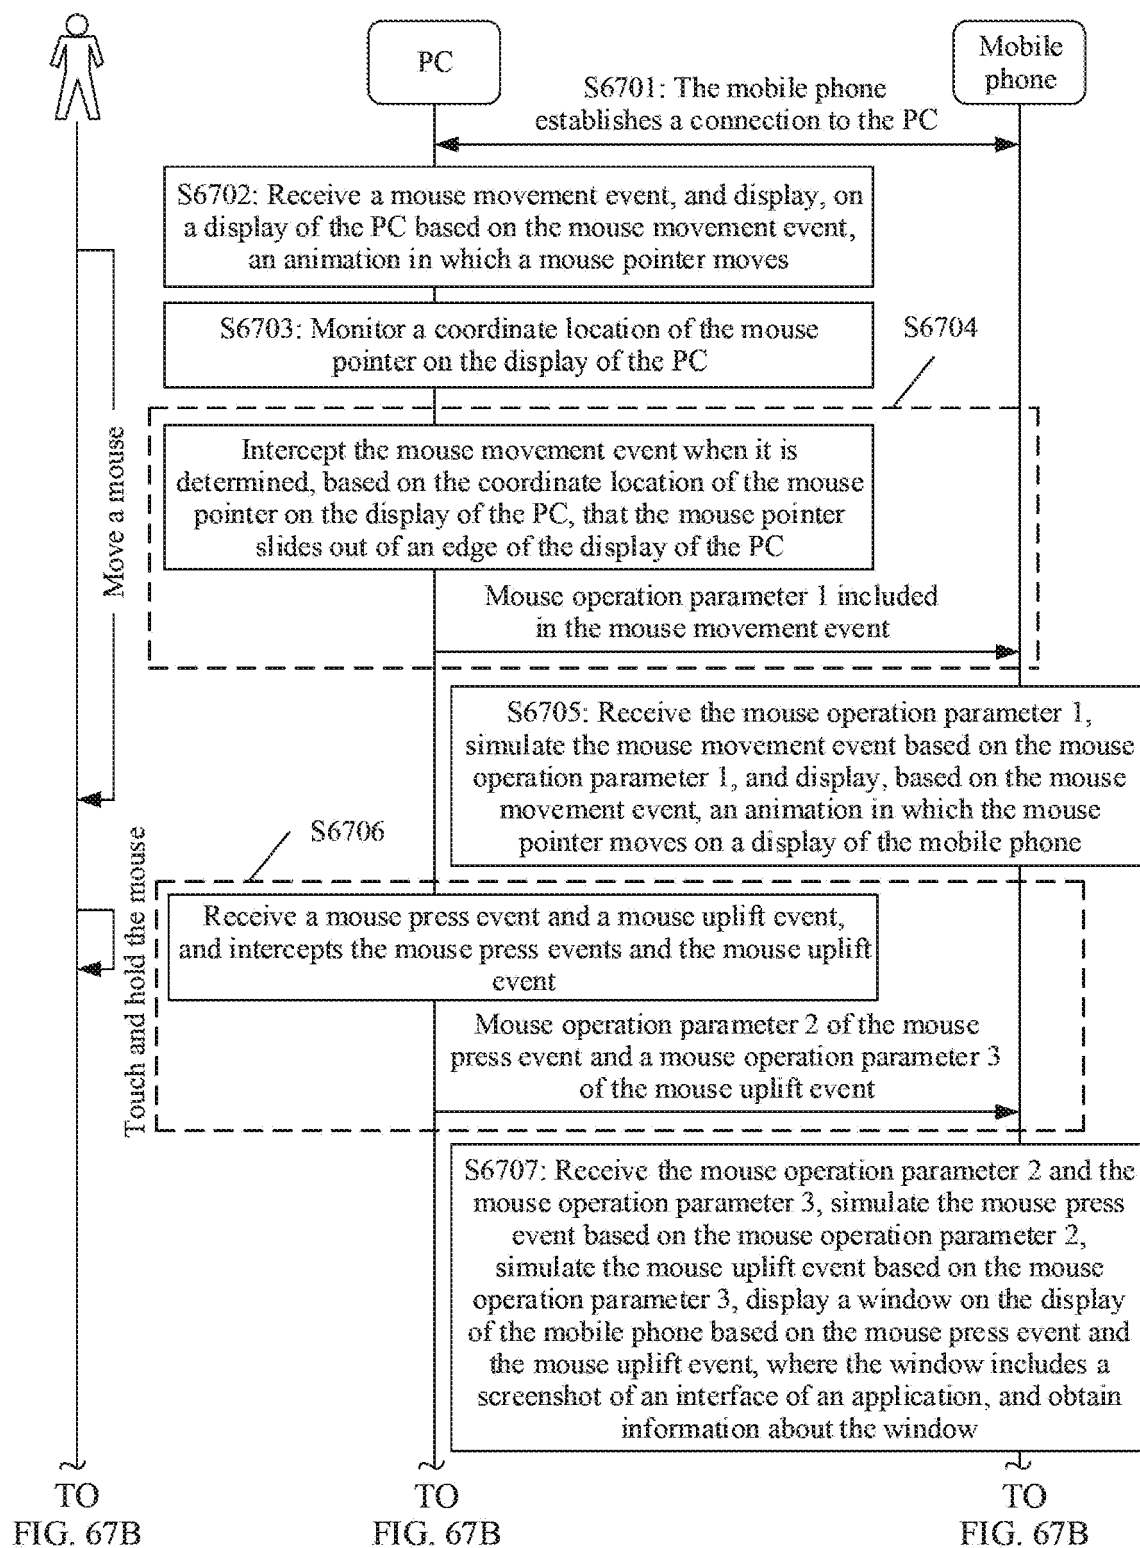 PC
Mobile
phone
S6701: The mobile phone
establishes a connection to the PC
S6702: Receive a mouse movement event, and display, on
a display of the PC based on the mouse movement event,
an animation in which a mouse pointer moves
S6703: Monitor a coordinate location of the mouse
pointer on the display of the PC
S6704
Move a mouse
Intercept the mouse movement event when it is
determined, based on the coordinate location of the mouse
pointer on the display of the PC, that the mouse pointer
slides out of an edge of the display of the PC
Mouse operation parameter 1 included
in the mouse movement event
S6705: Receive the mouse operation parameter 1,
simulate the mouse movement event based on the mouse
operation parameter 1, and display, based on the mouse
movement event, an animation in which the mouse
pointer moves on a display of the mobile phone
S6706
Touch and hold the mouse
Receive a mouse press event and a mouse uplift event,
and intercepts the mouse press events and the mouse uplift
event
Mouse operation parameter 2 of the mouse
press event and a mouse operation parameter 3
of the mouse uplift event
S6707: Receive the mouse operation parameter 2 and the
mouse operation parameter 3, simulate the mouse press
event based on the mouse operation parameter 2,
simulate the mouse uplift event based on the mouse
operation parameter 3, display a window on the display
of the mobile phone based on the mouse press event and
the mouse uplift event, where the window includes a
screenshot of an interface of an application, and obtain
information about the window
TO
FIG. 67B
TO
FIG. 67B
TO
FIG. 67B